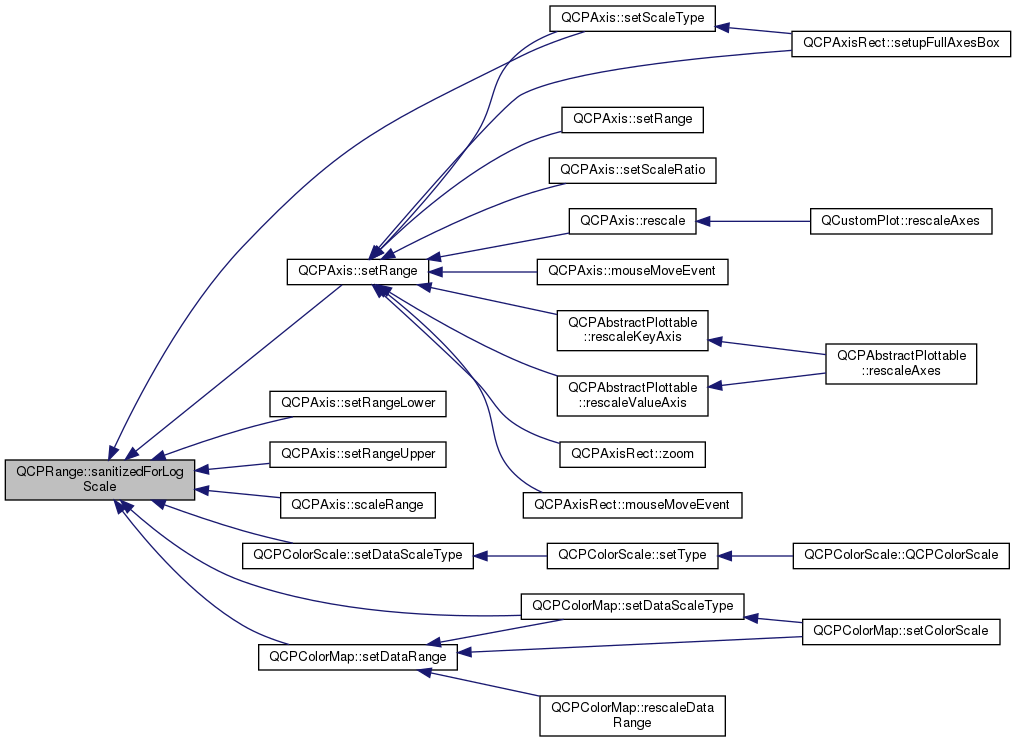 QCPAxis::setScaleType
QCPAxisRect::setupFullAxesBox
QCPAxis::setRange
QCPAxis::setScaleRatio
QCPAxis::rescale
QCustomPlot::rescaleAxes
QCPAxis::setRange
QCPAxis::mouseMoveEvent
QCPAbstractPlottable
::rescaleKeyAxis
QCPAbstractPlottable
::rescaleAxes
QCPAbstractPlottable
::rescaleValueAxis
QCPAxis::setRangeLower
QCPAxis::setRangeUpper
QCPAxisRect::zoom
QCPRange::sanitizedForLog
Scale
QCPAxis::scaleRange
QCPAxisRect::mouseMoveEvent
QCPColorScale::setDataScaleType
QCPColorScale::setType
QCPColorScale::QCPColorScale
QCPColorMap::setDataScaleType
QCPColorMap::setColorScale
QCPColorMap::setDataRange
QCPColorMap::rescaleData
Range